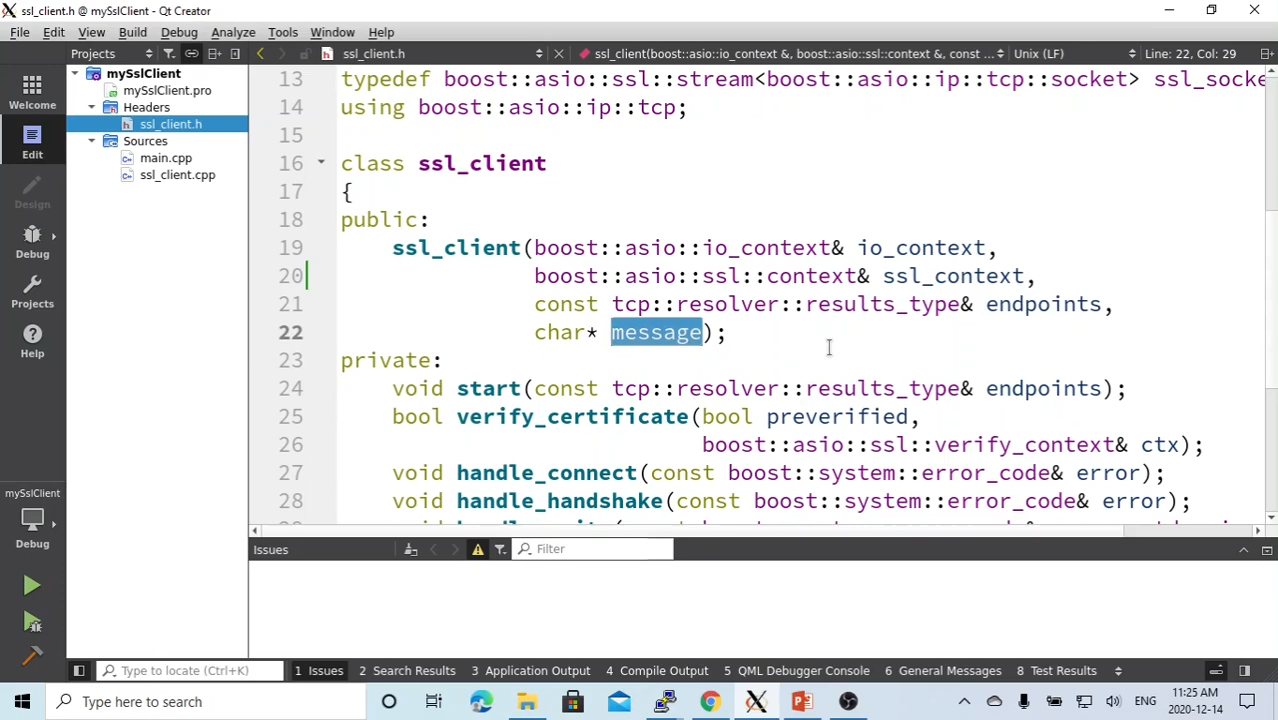 ssl_client.h @ mySslClient - Qt Creator
File Edit View Build Debug Analyze Tools Window Help
Projects ssl_client.h ssl_client(boost::asio::io_context &, boost::asio::ssl::context &, const ... Unix (LF) Line: 22, Col: 29
Welcome
Edit
Design
Debug
Projects
Help
mySslClient
Debug
mySslClient
mySslClient.pro
Headers
ssl_client.h
Sources
main.cpp
ssl_client.cpp
13 typedef boost::asio::ssl::stream<boost::asio::ip::tcp::socket> ssl_socke
14 using boost::asio::ip::tcp;
15
16 class ssl_client
17 {
18 public:
19 ssl_client(boost::asio::io_context& io_context,
20 boost::asio::ssl::context& ssl_context,
21 const tcp::resolver::results_type& endpoints,
22 char* message);
23 private:
24 void start(const tcp::resolver::results_type& endpoints);
25 bool verify_certificate(bool preverified,
26 boost::asio::ssl::verify_context& ctx);
27 void handle_connect(const boost::system::error_code& error);
28 void handle_handshake(const boost::system::error_code& error);
Issues Filter
Type to locate (Ctrl+K) 1 Issues 2 Search Results 3 Application Output 4 Compile Output 5 QML Debugger Console 6 General Messages 8 Test Results
Type here to search
ENG
11:25 AM
2020-12-14